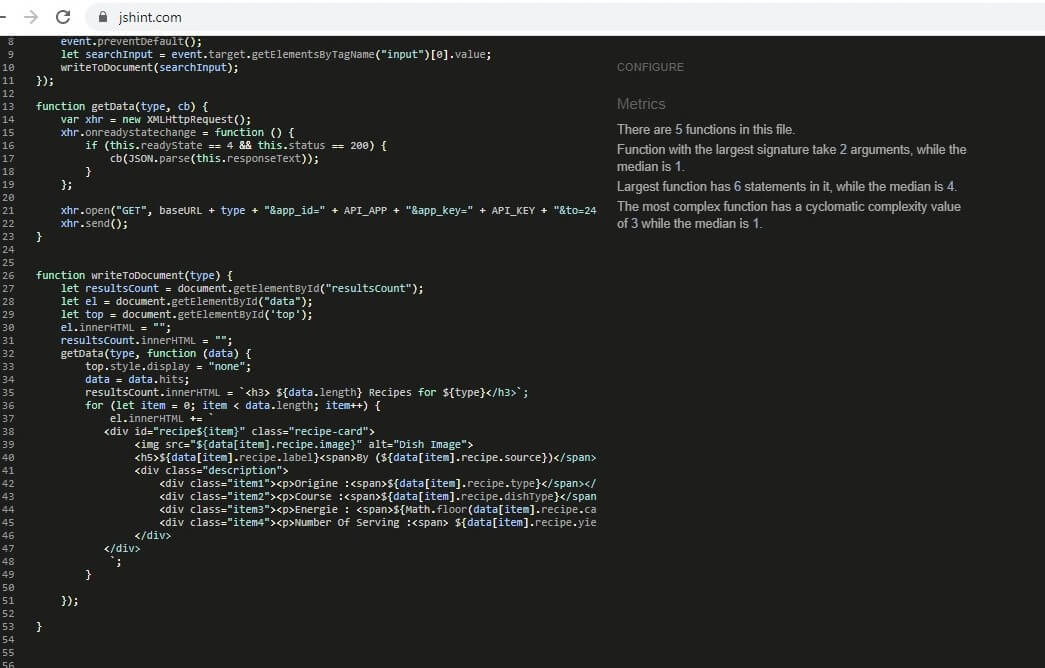 jshint.com
8 event.preventDefault();
9 let searchInput = event.target.getElementsByTagName("input")[0].value;
10 writeToDocument(searchInput);
11 });
12
13 function getData(type, cb) {
14 var xhr = new XMLHttpRequest();
15 xhr.onreadystatechange = function () {
16 if (this.readyState == 4 && this.status == 200) {
17 cb(JSON.parse(this.responseText));
18 }
19 };
20
21 xhr.open("GET", baseURL + type + "&app_id=" + API_APP + "&app_key=" + API_KEY + "&to=24
22 xhr.send();
23 }
24
25
26 function writeToDocument(type) {
27 let resultsCount = document.getElementById("resultsCount");
28 let el = document.getElementById("data");
29 let top = document.getElementById('top');
30 el.innerHTML = "";
31 resultsCount.innerHTML = "";
32 getData(type, function (data) {
33 top.style.display = "none";
34 data = data.hits;
35 resultsCount.innerHTML = `<h3> ${data.length} Recipes for ${type}</h3>`;
36 for (let item = 0; item < data.length; item++) {
37 el.innerHTML += `
38 <div id="recipe${item}" class="recipe-card">
39 <img src="${data[item].recipe.image}" alt="Dish Image">
40 <h5>${data[item].recipe.label}<span>By (${data[item].recipe.source})</span>
41 <div class="description">
42 <div class="item1"><p>Origine :<span>${data[item].recipe.type}</span></
43 <div class="item2"><p>Course :<span>${data[item].recipe.dishType}</span
44 <div class="item3"><p>Energie : <span>${Math.floor(data[item].recipe.ca
45 <div class="item4"><p>Number Of Serving :<span> ${data[item].recipe.yie
46 </div>
47 </div>
48 `;
49 }
50
51 });
52
53 }
54
55
56
CONFIGURE
Metrics
There are 5 functions in this file.
Function with the largest signature take 2 arguments, while the
median is 1.
Largest function has 6 statements in it, while the median is 4.
The most complex function has a cyclomatic complexity value
of 3 while the median is 1.